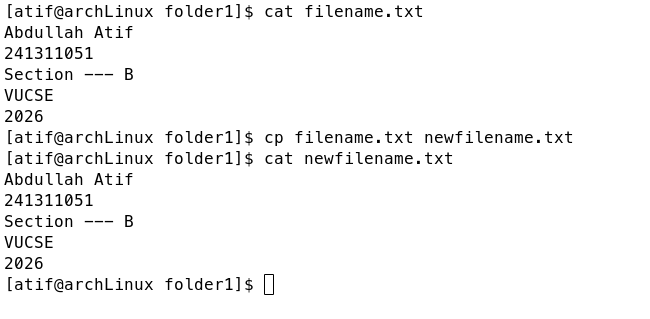 [atif@archLinux folder1]$ cat filename.txt
Abdullah Atif
241311051
Section --- B
VUCSE
2026
[atif@archLinux folder1]$ cp filename.txt newfilename.txt
[atif@archLinux folder1]$ cat newfilename.txt
Abdullah Atif
241311051
Section --- B
VUCSE
2026
[atif@archLinux folder1]$